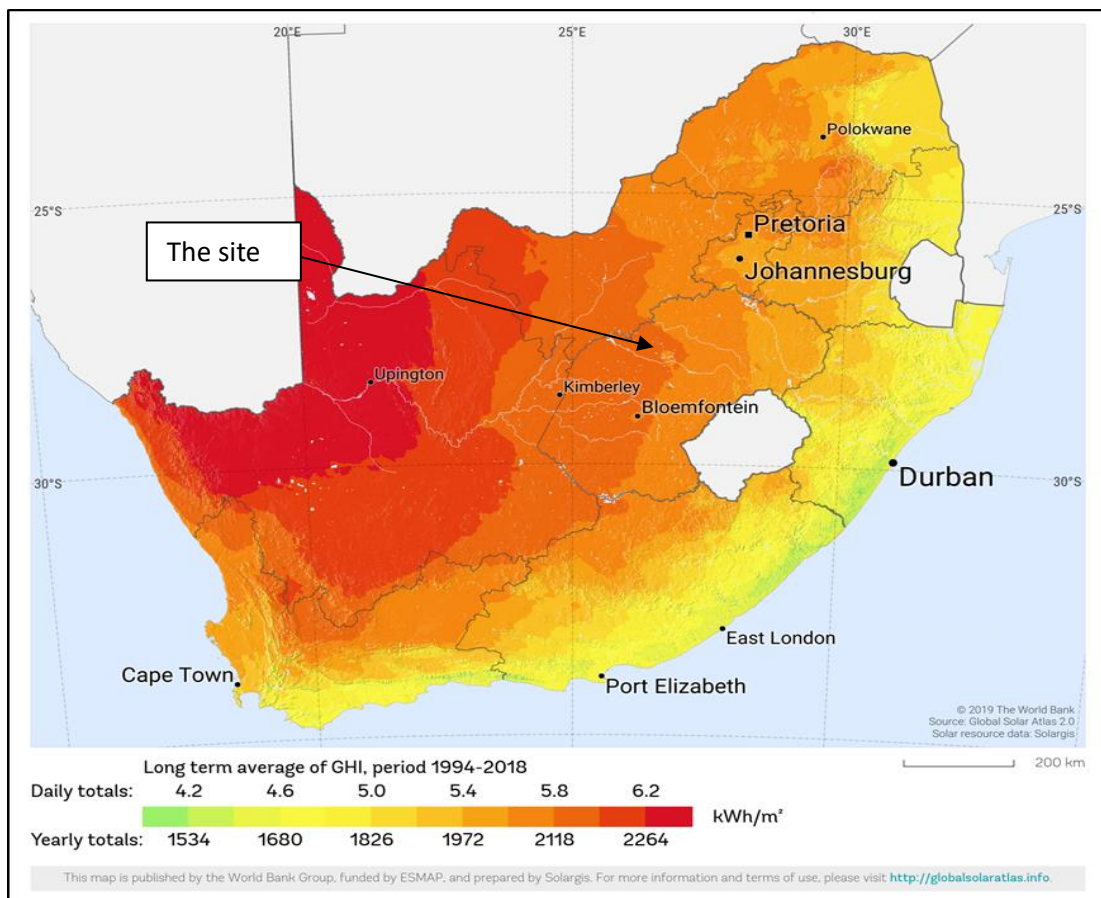 20°E 25°E 30°E
Polokwane
25°S 25°S
Pretoria
The site
Johannesburg
Upington
Kimberley
Bloemfontein
Durban
30°S 30°S
East London
Cape Town
Port Elizabeth
© 2019 The World Bank
Source: Global Solar Atlas 2.0
Solar resource data: Solargis
200 km
Long term average of GHI, period 1994-2018
Daily totals: 4.2 4.6 5.0 5.4 5.8 6.2
kWh/m²
Yearly totals: 1534 1680 1826 1972 2118 2264
This map is published by the World Bank Group, funded by ESMAP, and prepared by Solargis. For more information and terms of use, please visit http://globalsolaratlas.info.